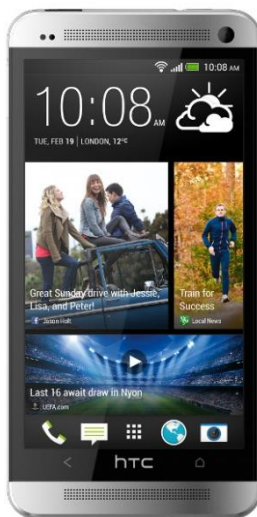 10:08 AM
10:08 AM
TUE, FEB 19 | LONDON, 12°C
Great Sunday drive with Jessie,
Lisa, and Peter!
Jason Holt
Train for
Success
Local News
Last 16 await draw in Nyon
UEFA.com
hTC